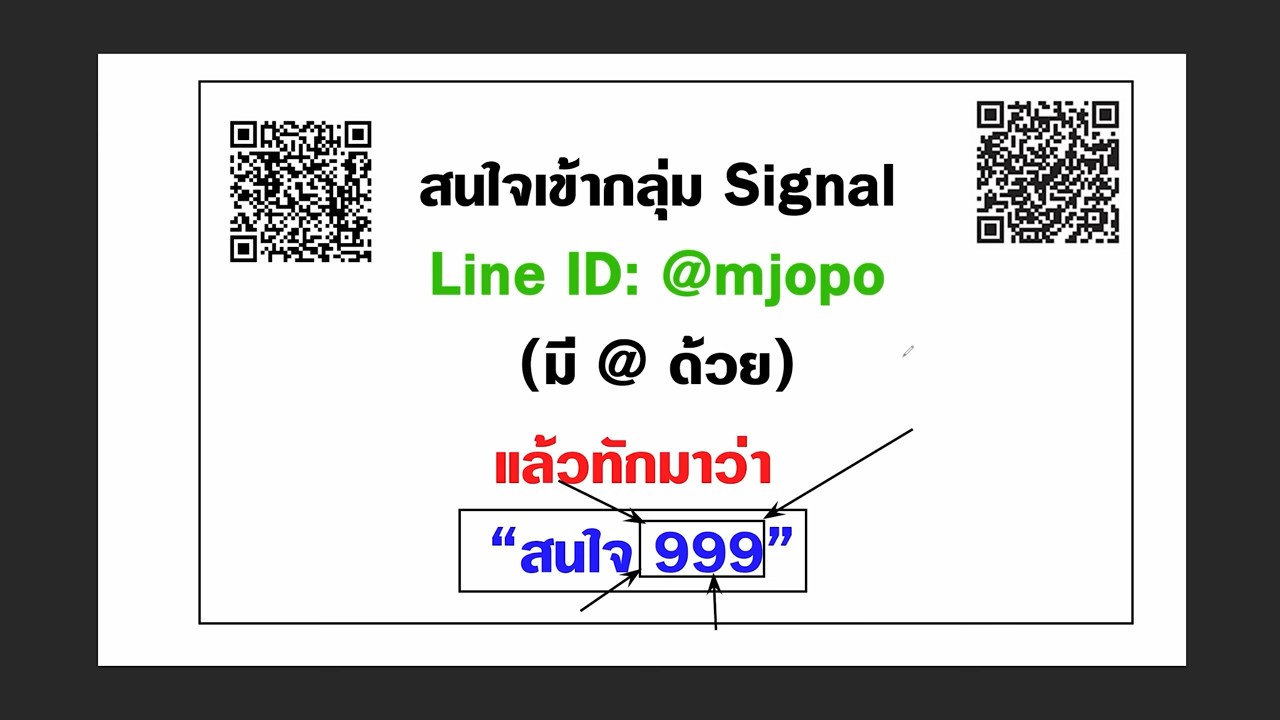 สนใจเข้ากลุ่ม Signal
Line ID: @mjopo
(มี @ ด้วย)
แล้วทักมาว่า
“สนใจ 999”